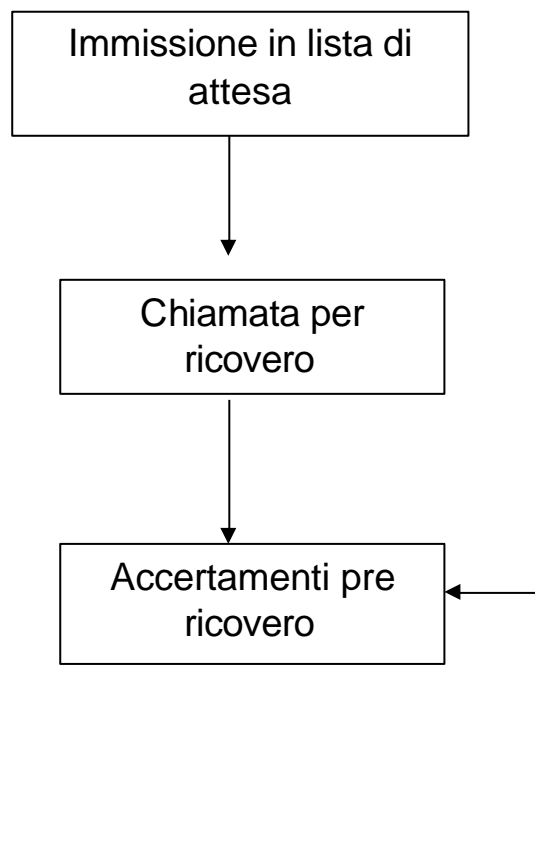 Immissione in lista di
attesa
Chiamata per
ricovero
Accertamenti pre
ricovero